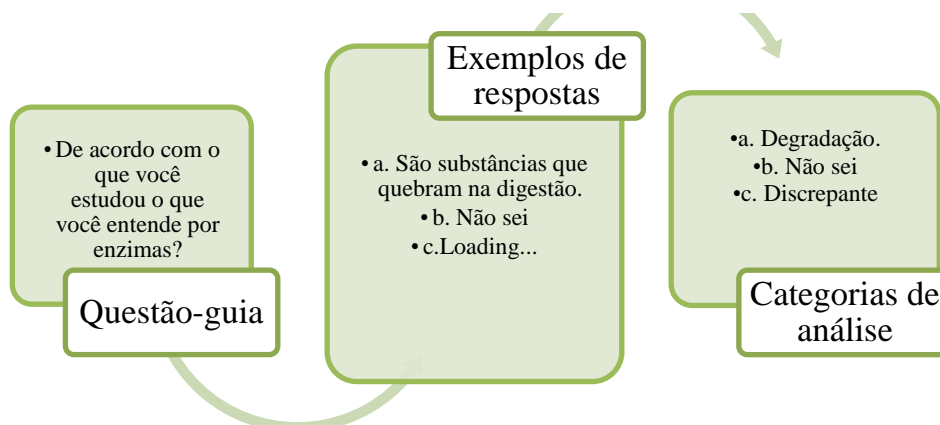 • De acordo com o
que você
estudou o que
você entende por
enzimas?
Questão-guia
Exemplos de
respostas
• a. São substâncias que
quebram na digestão.
• b. Não sei
• c.Loading...
•a. Degradação.
•b. Não sei
•c. Discrepante
Categorias de
análise